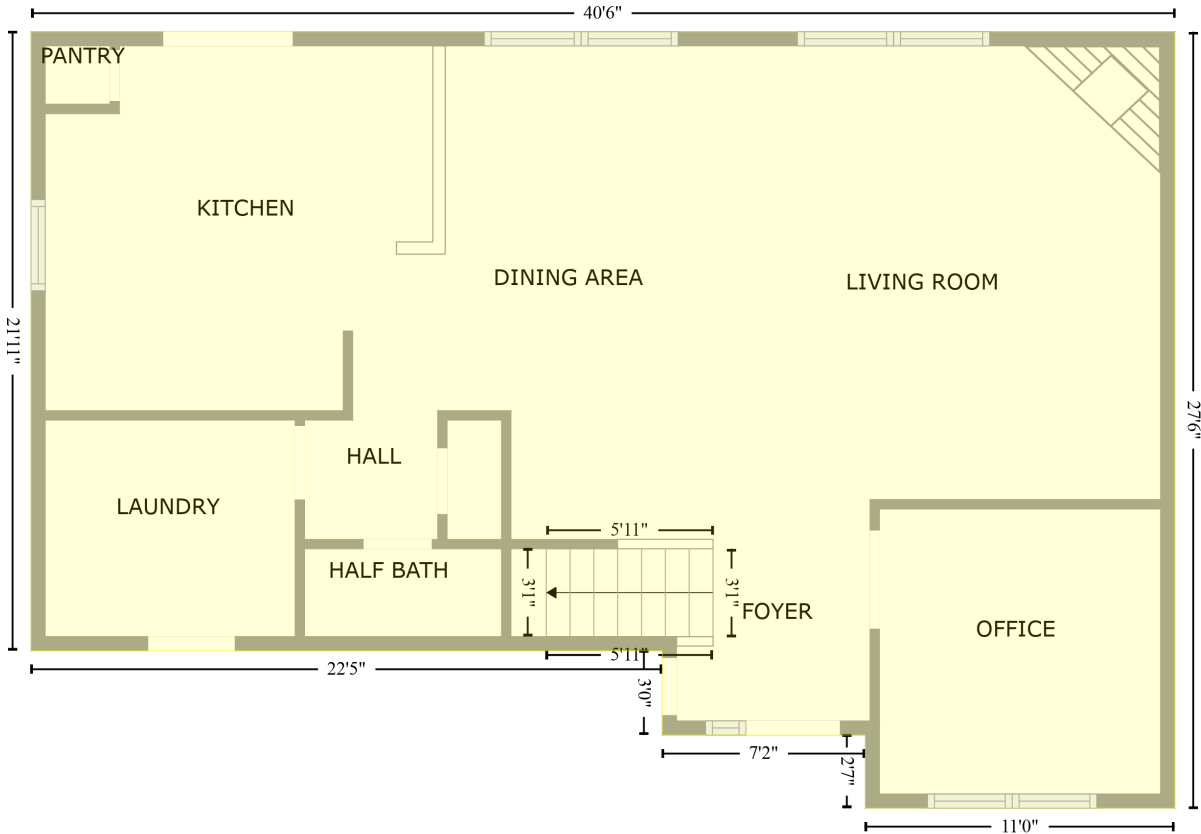 40'6"
PANTRY
KITCHEN
DINING AREA
LIVING ROOM
21'11"
27'6"
HALL
LAUNDRY
5'11"
HALF BATH
3'1"
3'1"
FOYER
OFFICE
5'11"
22'5"
3'0"
7'2"
2'7"
11'0"